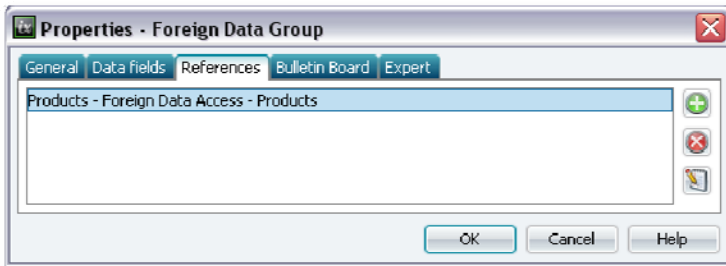 Properties - Foreign Data Group
General Data fields References Bulletin Board Expert
Products - Foreign Data Access - Products
OK Cancel Help